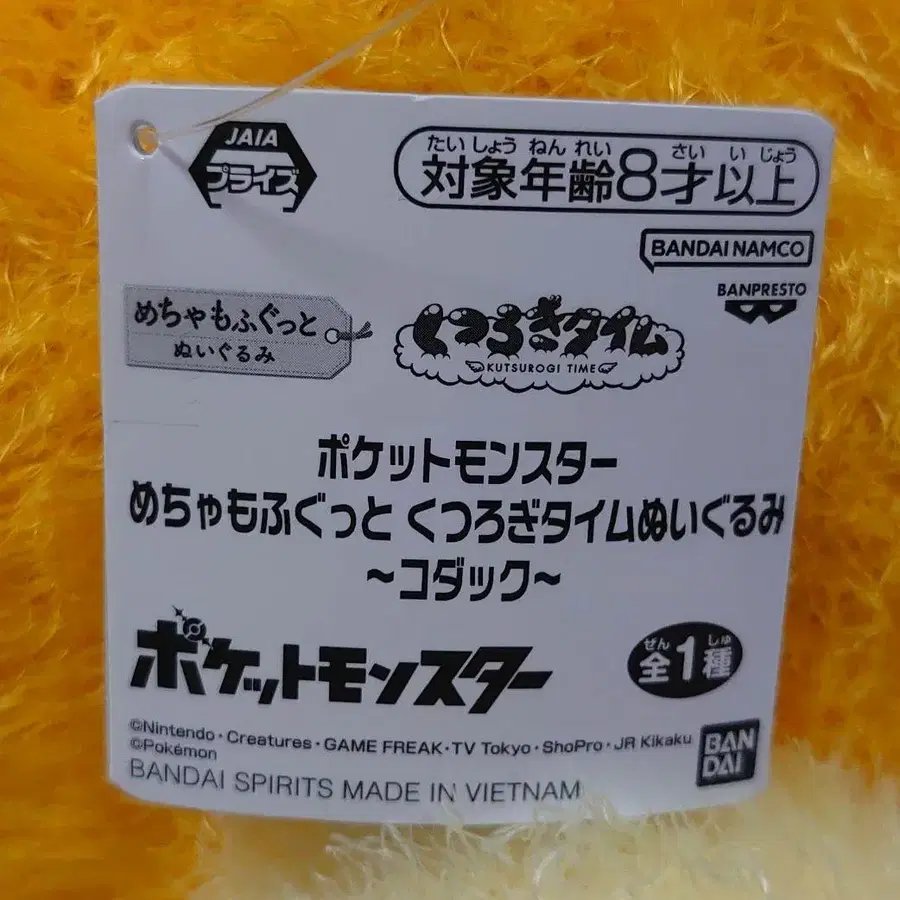 JAIA
プライズ
たいしょうねんれい さいいじょう
対象年齢8才以上
BANDAI NAMCO
BANPRESTO
めちゃもふぐっと
ぬいぐるみ
くつろぎタイム
KUTSUROGI TIME
ポケットモンスター
めちゃもふぐっと くつろぎタイムぬいぐるみ
~コダック~
ポケットモンスター
ぜん しゅ
全1種
©Nintendo・Creatures・GAME FREAK・TV Tokyo・ShoPro・JR Kikaku
©Pokémon
BANDAI SPIRITS MADE IN VIETNAM
BAN
DAI